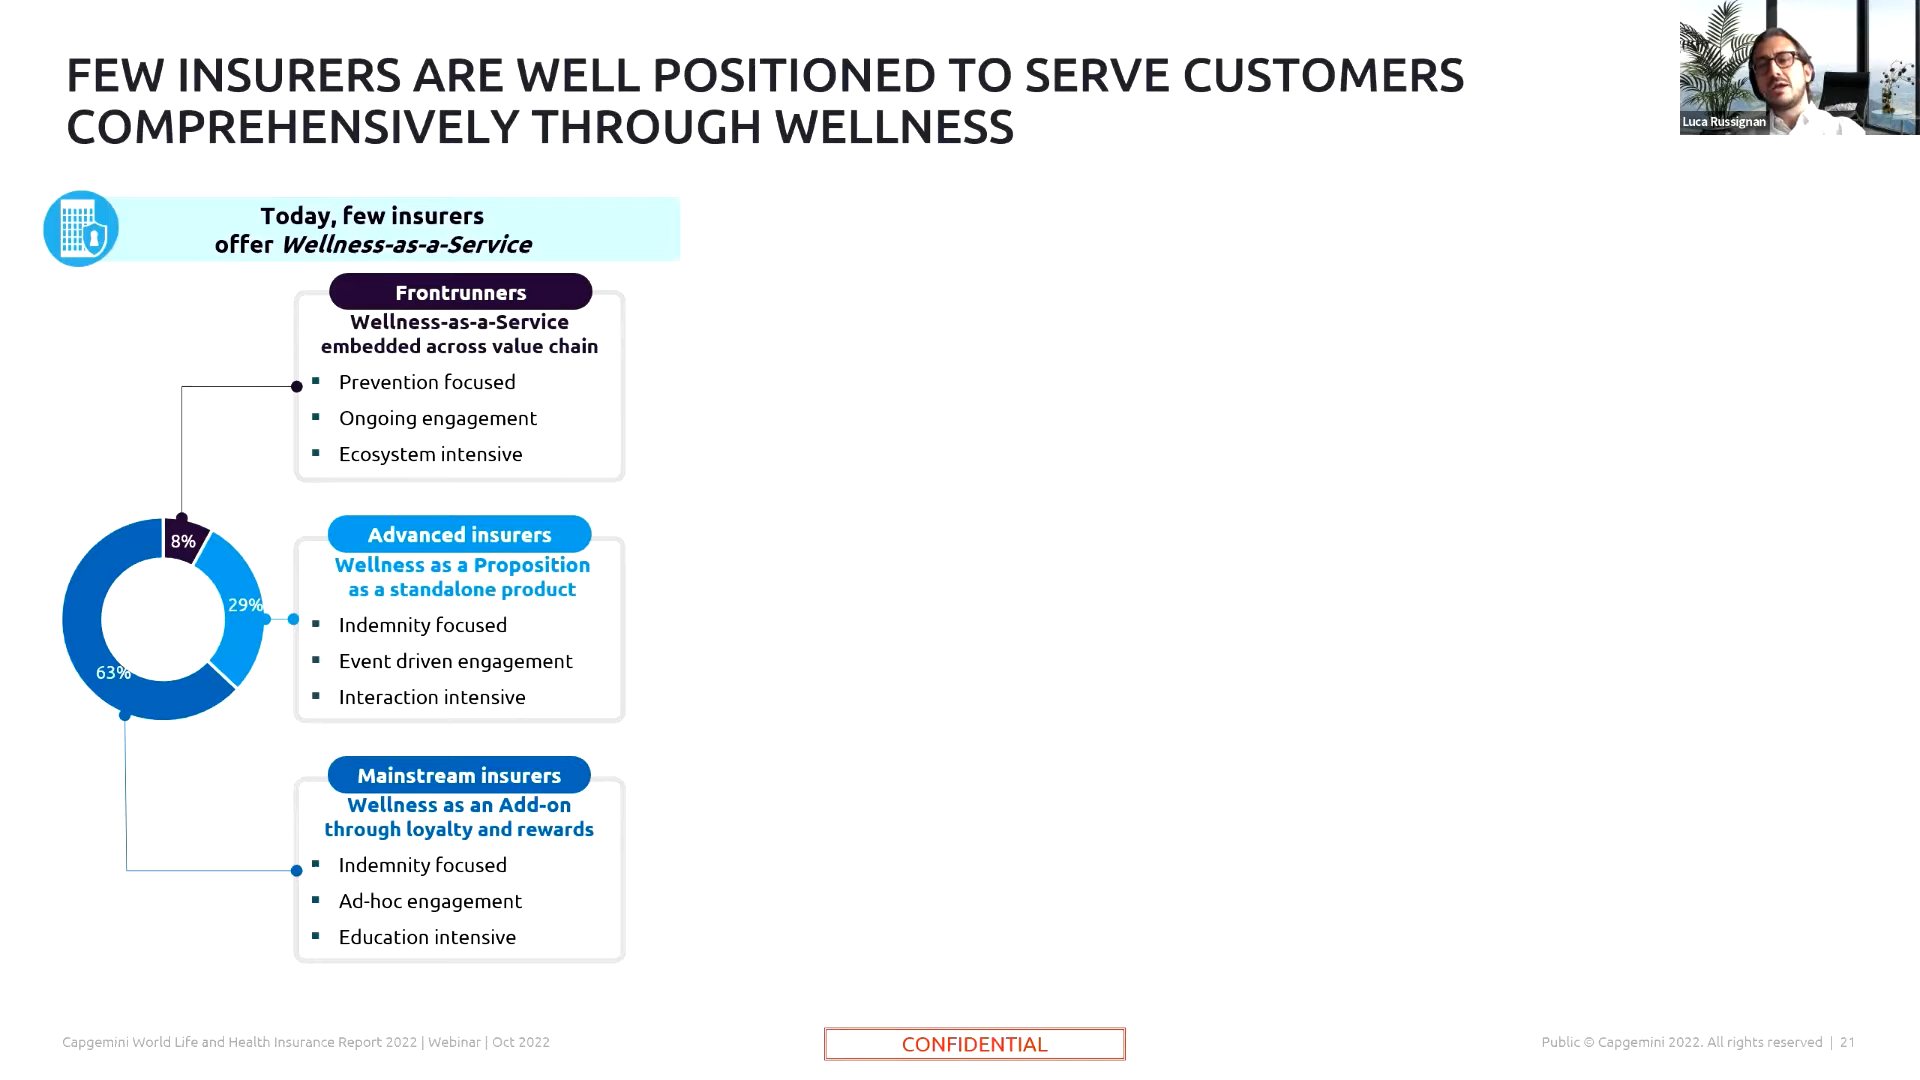 FEW INSURERS ARE WELL POSITIONED TO SERVE CUSTOMERS
COMPREHENSIVELY THROUGH WELLNESS
Luca Russignan
Today, few insurers
offer Wellness-as-a-Service
Frontrunners
Wellness-as-a-Service
embedded across value chain
▪ Prevention focused
▪ Ongoing engagement
▪ Ecosystem intensive
8%
29%
63%
Advanced insurers
Wellness as a Proposition
as a standalone product
▪ Indemnity focused
▪ Event driven engagement
▪ Interaction intensive
Mainstream insurers
Wellness as an Add-on
through loyalty and rewards
▪ Indemnity focused
▪ Ad-hoc engagement
▪ Education intensive
Capgemini World Life and Health Insurance Report 2022 | Webinar | Oct 2022
CONFIDENTIAL
Public © Capgemini 2022. All rights reserved | 21